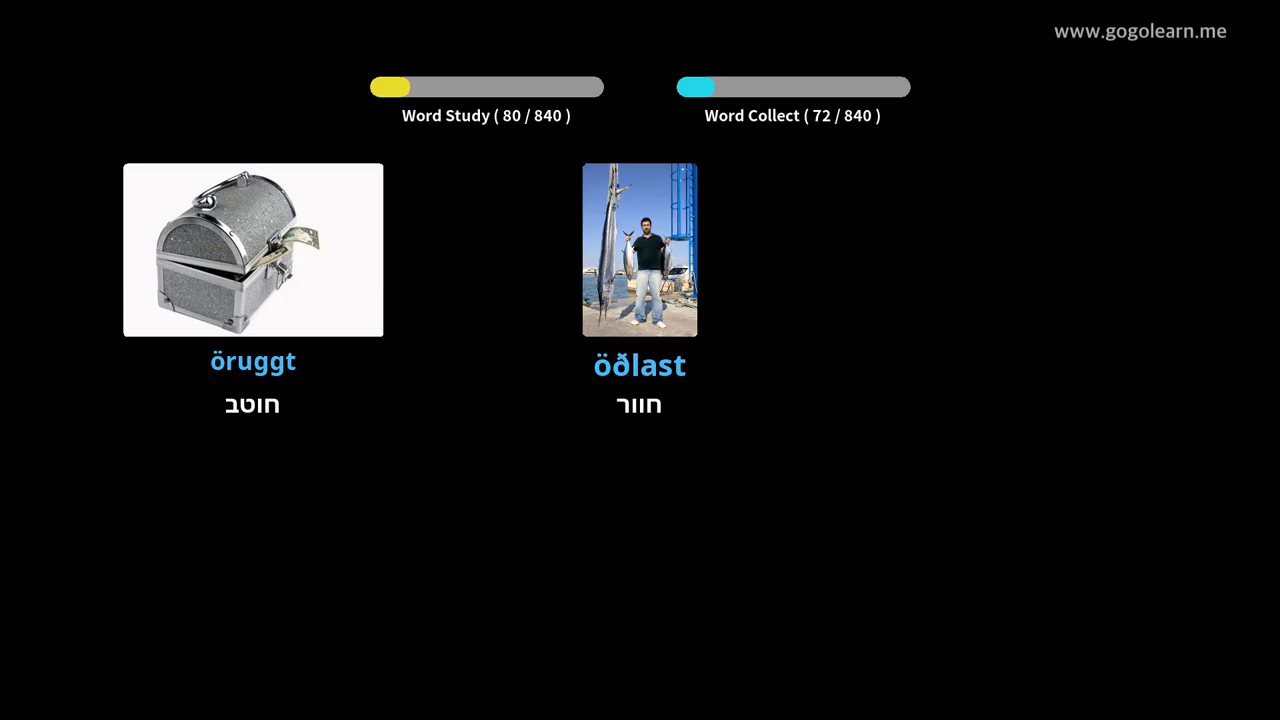 www.gogolearn.me
Word Study ( 80 / 840 )
Word Collect ( 72 / 840 )
öruggt
חוטב
öðlast
חוור